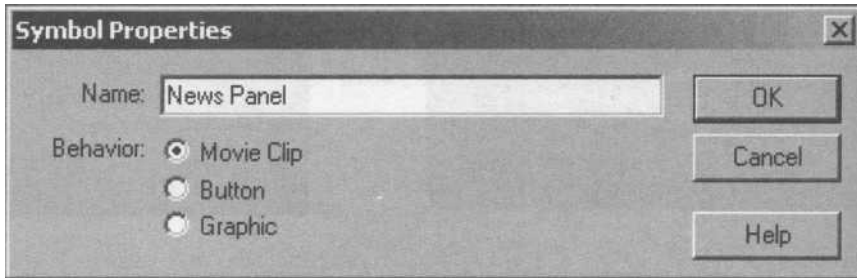 Symbol Properties
Name: News Panel
OK
Behavior: Movie Clip
Cancel
Button
Graphic
Help